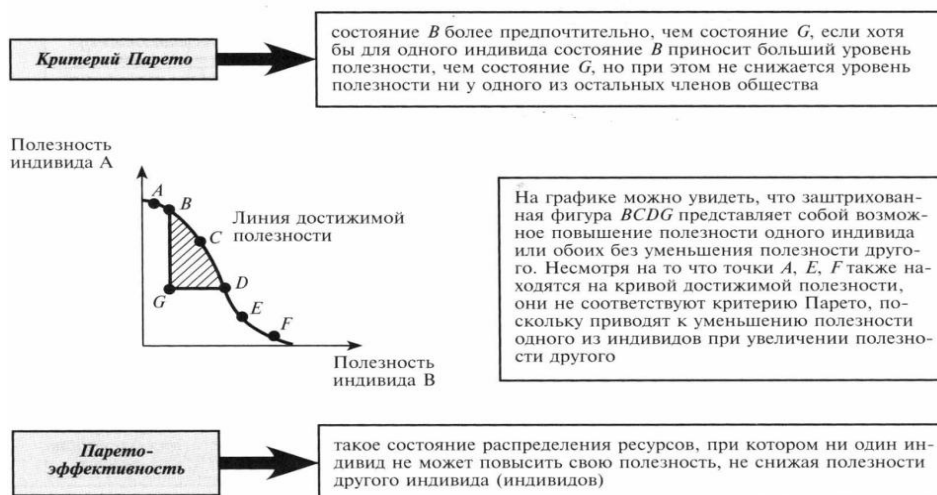 Критерий Парето
состояние B более предпочтительно, чем состояние G, если хотя
бы для одного индивида состояние B приносит больший уровень
полезности, чем состояние G, но при этом не снижается уровень
полезности ни у одного из остальных членов общества
Полезность
индивида A
A
B
Линия достижимой
полезности
C
G
D
E
F
Полезность
индивида B
На графике можно увидеть, что заштрихован-
ная фигура BCDG представляет собой возмож-
ное повышение полезности одного индивида
или обоих без уменьшения полезности друго-
го. Несмотря на то что точки A, E, F также на-
ходятся на кривой достижимой полезности,
они не соответствуют критерию Парето, по-
скольку приводят к уменьшению полезности
одного из индивидов при увеличении полезно-
сти другого
Парето-
эффективность
такое состояние распределения ресурсов, при котором ни один ин-
дивид не может повысить свою полезность, не снижая полезности
другого индивида (индивидов)